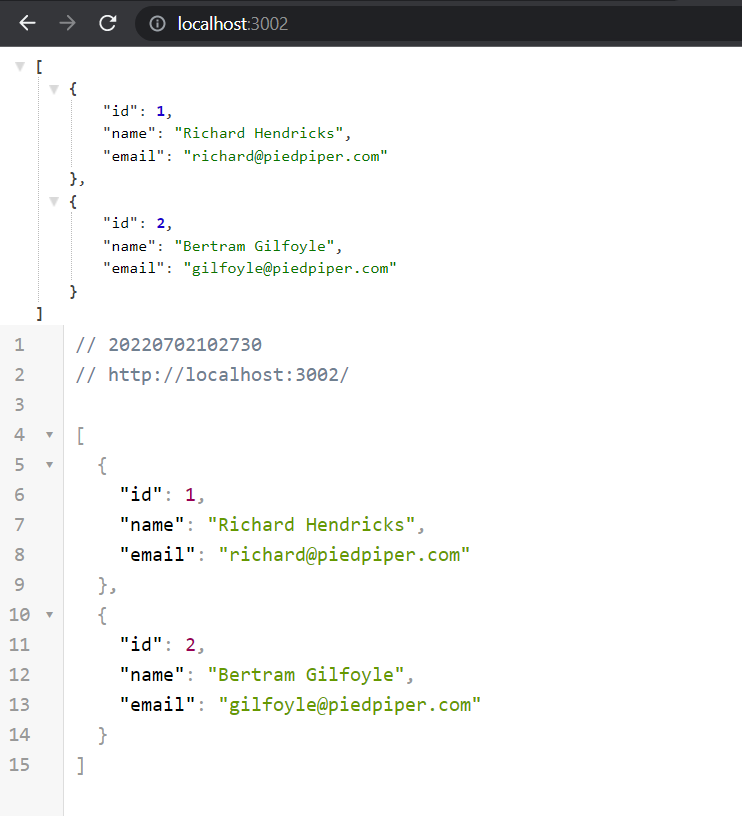 localhost:3002
[
{
"id": 1,
"name": "Richard Hendricks",
"email": "richard@piedpiper.com"
},
{
"id": 2,
"name": "Bertram Gilfoyle",
"email": "gilfoyle@piedpiper.com"
}
]
1 // 20220702102730
2 // http://localhost:3002/
3
4 [
5 {
6 "id": 1,
7 "name": "Richard Hendricks",
8 "email": "richard@piedpiper.com"
9 },
10 {
11 "id": 2,
12 "name": "Bertram Gilfoyle",
13 "email": "gilfoyle@piedpiper.com"
14 }
15 ]